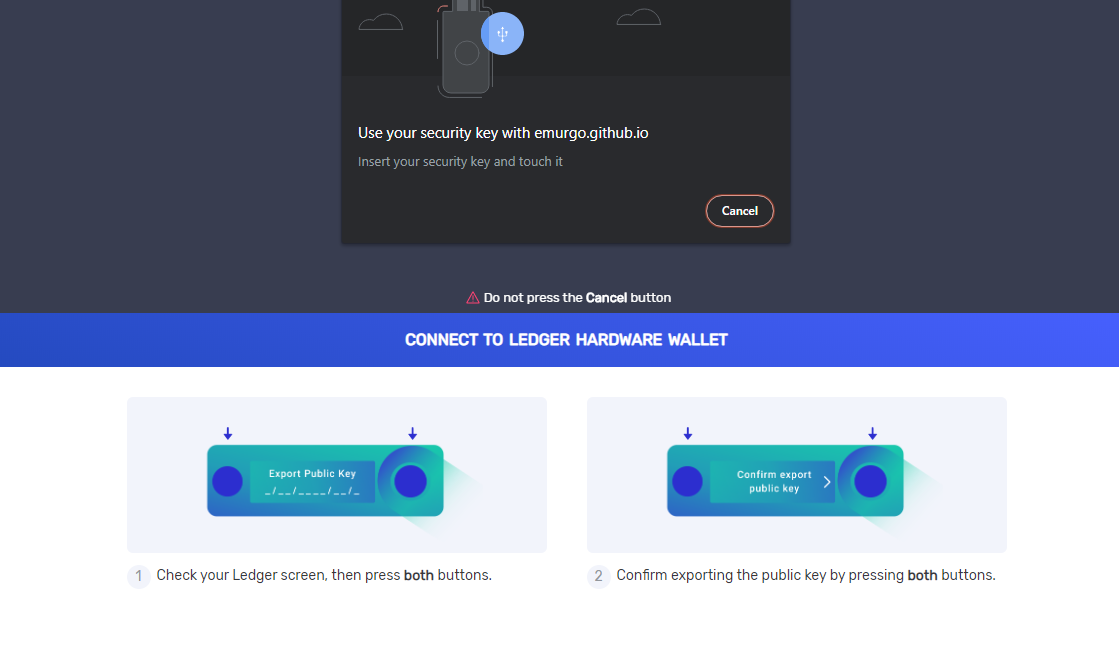 Use your security key with emurgo.github.io
Insert your security key and touch it
Cancel
Do not press the Cancel button
CONNECT TO LEDGER HARDWARE WALLET
Export Public Key
_/__/____/__/_
Confirm export
public key
1 Check your Ledger screen, then press both buttons.
2 Confirm exporting the public key by pressing both buttons.